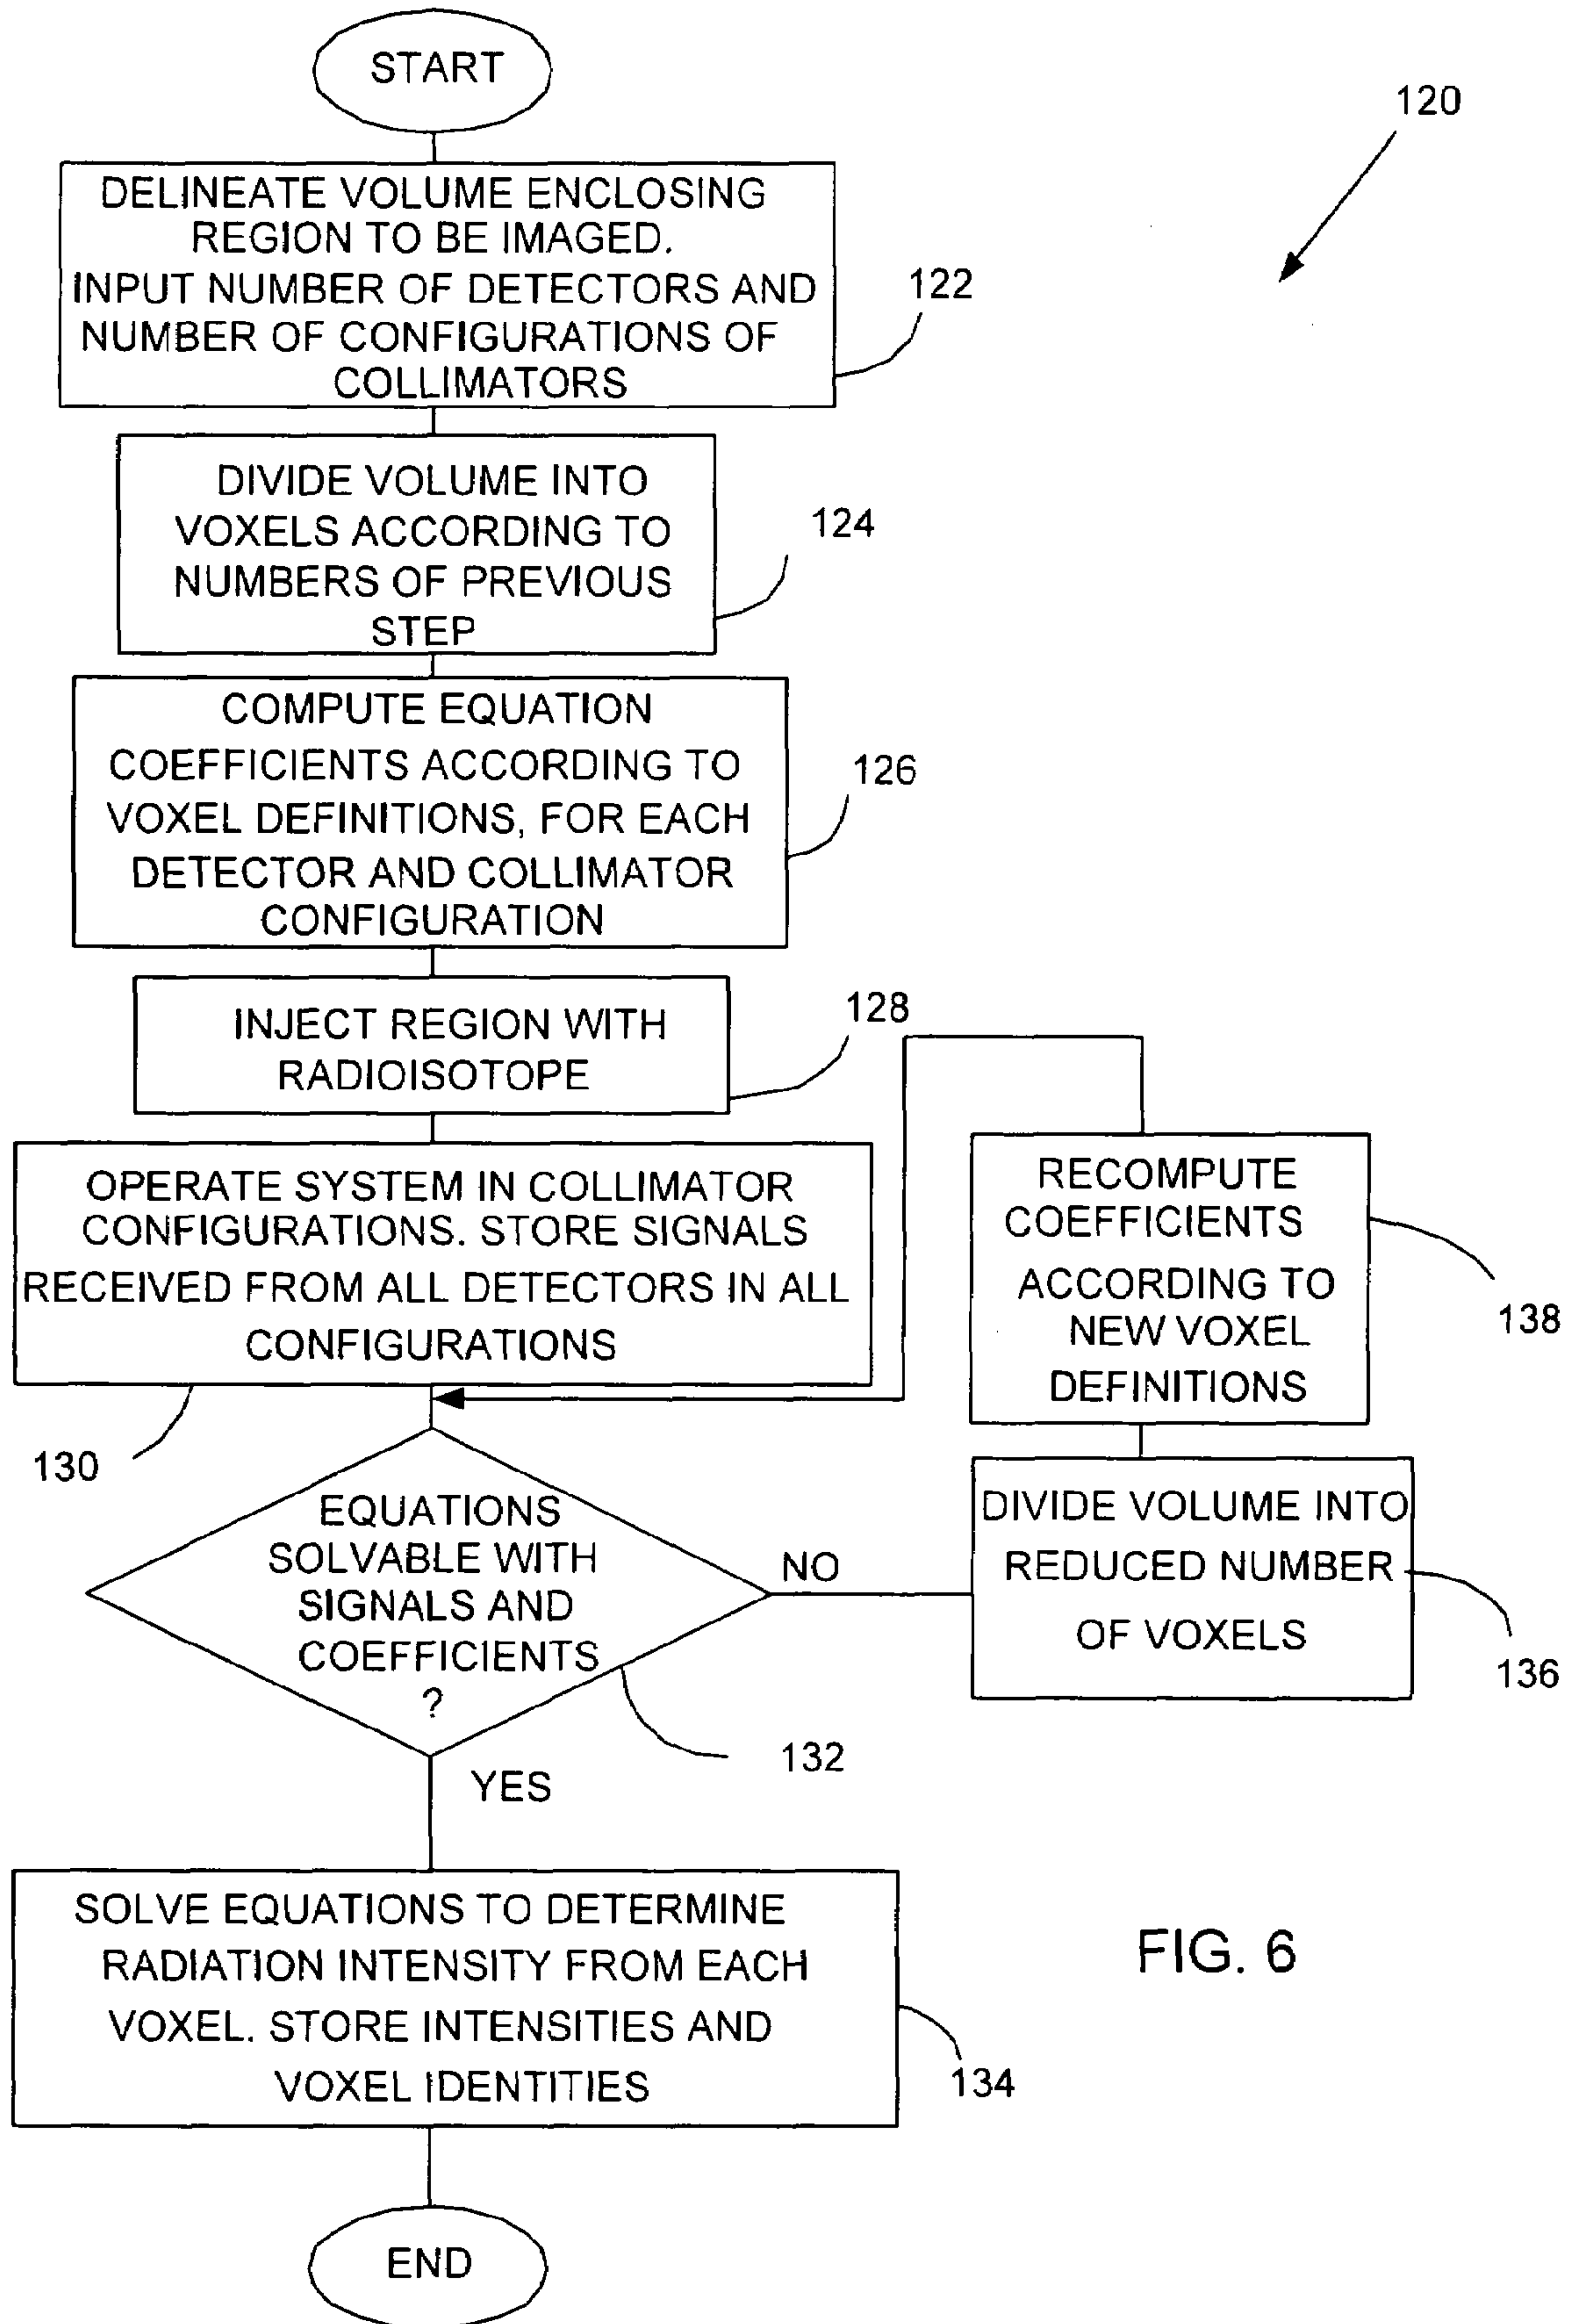 START
120
DELINEATE VOLUME ENCLOSING
REGION TO BE IMAGED.
INPUT NUMBER OF DETECTORS AND
NUMBER OF CONFIGURATIONS OF
COLLIMATORS
122
DIVIDE VOLUME INTO
VOXELS ACCORDING TO
NUMBERS OF PREVIOUS
STEP
124
COMPUTE EQUATION
COEFFICIENTS ACCORDING TO
VOXEL DEFINITIONS, FOR EACH
DETECTOR AND COLLIMATOR
CONFIGURATION
126
INJECT REGION WITH
RADIOISOTOPE
128
OPERATE SYSTEM IN COLLIMATOR
CONFIGURATIONS. STORE SIGNALS
RECEIVED FROM ALL DETECTORS IN ALL
CONFIGURATIONS
130
RECOMPUTE
COEFFICIENTS
ACCORDING TO
NEW VOXEL
DEFINITIONS
138
EQUATIONS
SOLVABLE WITH
SIGNALS AND
COEFFICIENTS
?
132
NO
DIVIDE VOLUME INTO
REDUCED NUMBER
OF VOXELS
136
YES
SOLVE EQUATIONS TO DETERMINE
RADIATION INTENSITY FROM EACH
VOXEL. STORE INTENSITIES AND
VOXEL IDENTITIES
134
FIG. 6
END